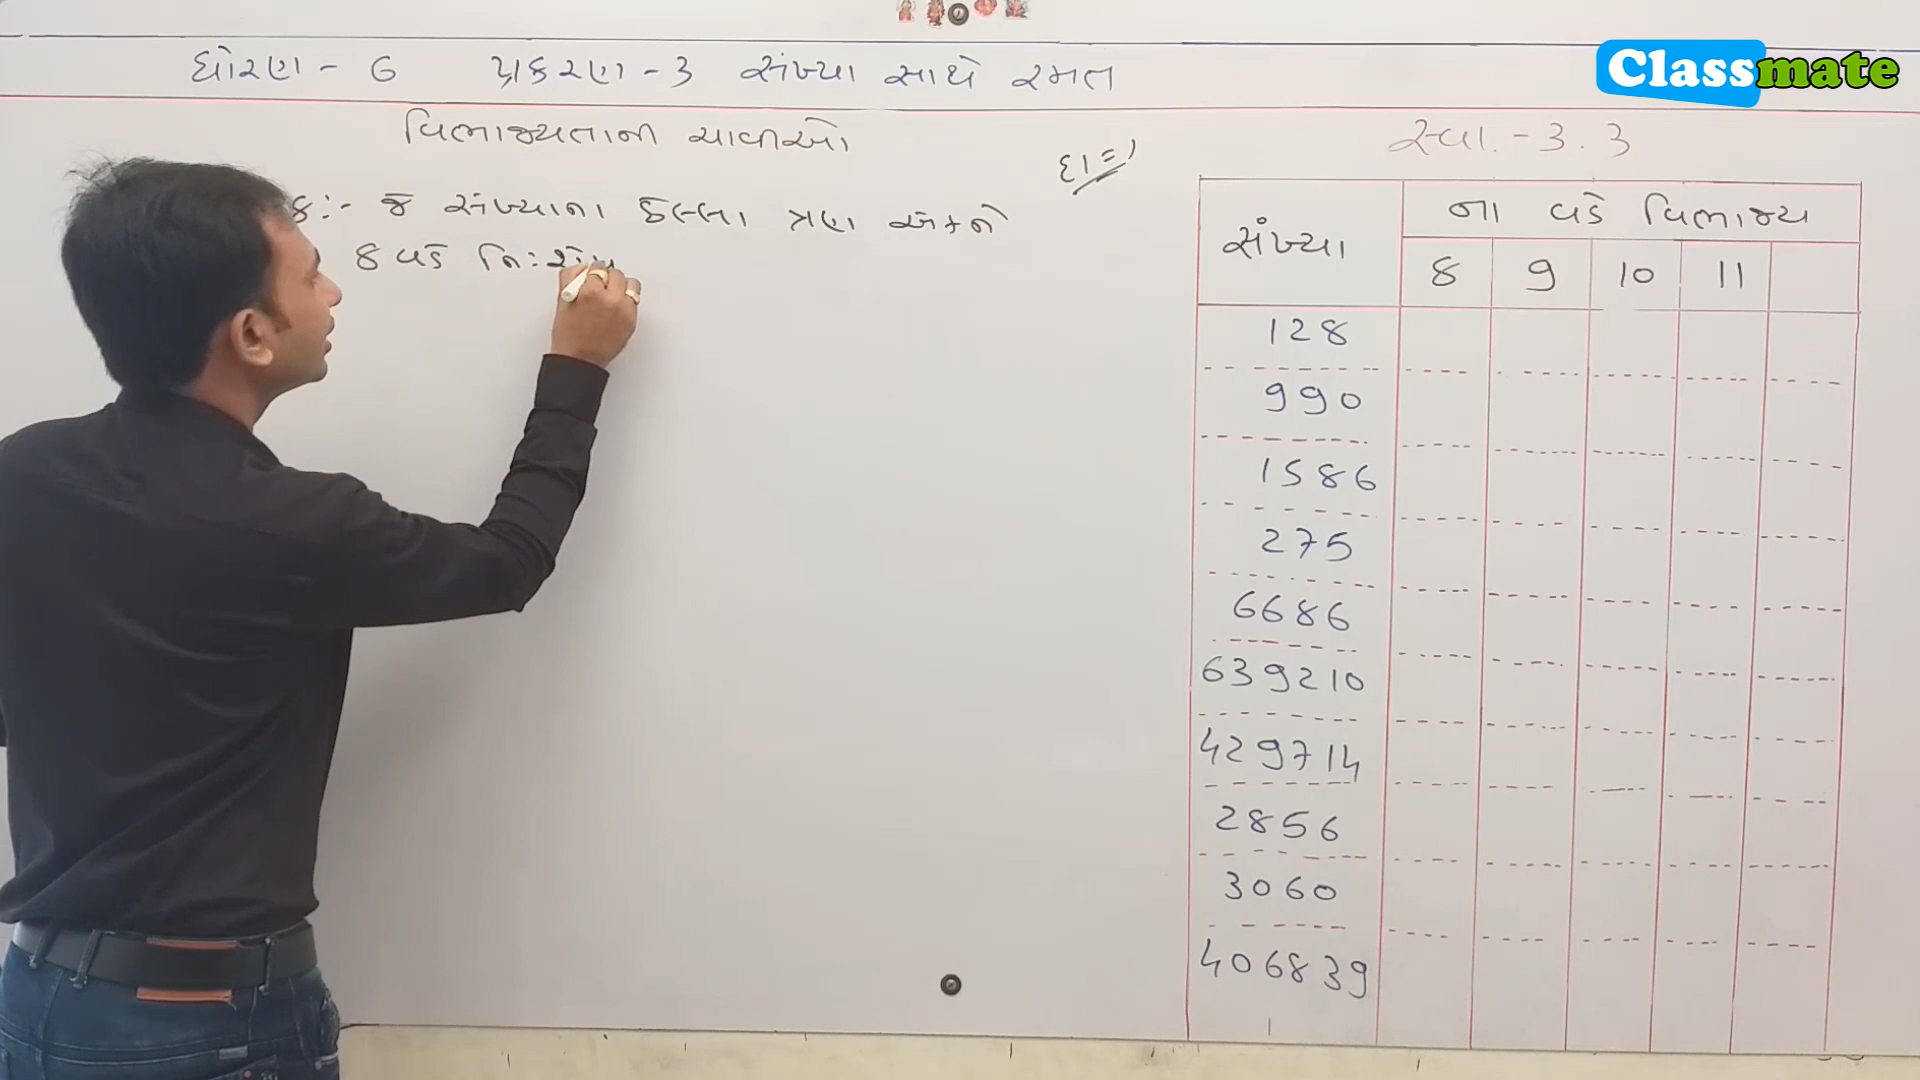 ધોરણ - 6 પ્રકરણ - 3 સંખ્યા સાથે રમત
Classmate
વિભાજ્યતાની ચાવીઓ
સ્વા. - 3.3
8 :- જે સંખ્યાના છેલ્લા ત્રણ અંકને
8 વડે નિઃશેષ
સંખ્યા
ના વડે વિભાજ્ય
8 9 10 11
128
990
1586
275
6686
639210
429714
2856
3060
406839